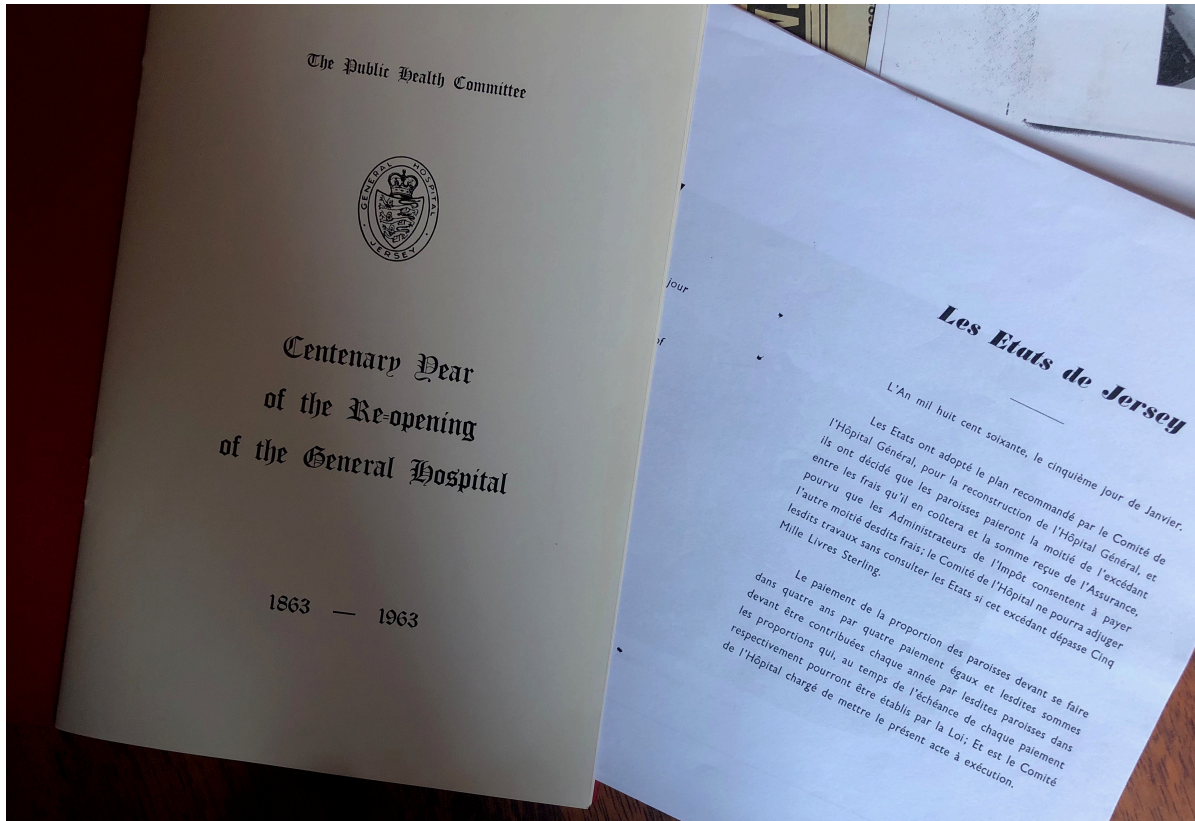 The Public Health Committee
GENERAL HOSPITAL
JERSEY
Centenary Year
of the Re-opening
of the General Hospital
1863 — 1963
jour
of
Les Etats de Jersey
L'An mil huit cent soixante, le cinquième jour de Janvier.
Les Etats ont adopté le plan recommandé par le Comité de
l'Hôpital Général, pour la reconstruction de l'Hôpital Général, et
ils ont décidé que les paroisses paieront la moitié de l'excédant
entre les frais qu'il en coûtera et la somme reçue de l'Assurance,
pourvu que les Administrateurs de l'Impôt consentent à payer
l'autre moitié desdits frais; le Comité de l'Hôpital ne pourra adjuger
lesdits travaux sans consulter les Etats si cet excédant dépasse Cinq
Mille Livres Sterling.
Le paiement de la proportion des paroisses devant se faire
dans quatre ans par quatre paiement égaux et lesdites sommes
devant être contribuées chaque année par lesdites paroisses dans
les proportions qui, au temps de l'échéance de chaque paiement
respectivement pourront être établis par la Loi; Et est le Comité
de l'Hôpital chargé de mettre le présent acte à exécution.